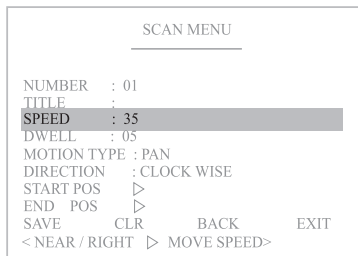 SCAN MENU
NUMBER : 01
TITLE :
SPEED : 35
DWELL : 05
MOTION TYPE : PAN
DIRECTION : CLOCK WISE
START POS ▷
END POS ▷
SAVE CLR BACK EXIT
< NEAR / RIGHT ▷ MOVE SPEED>